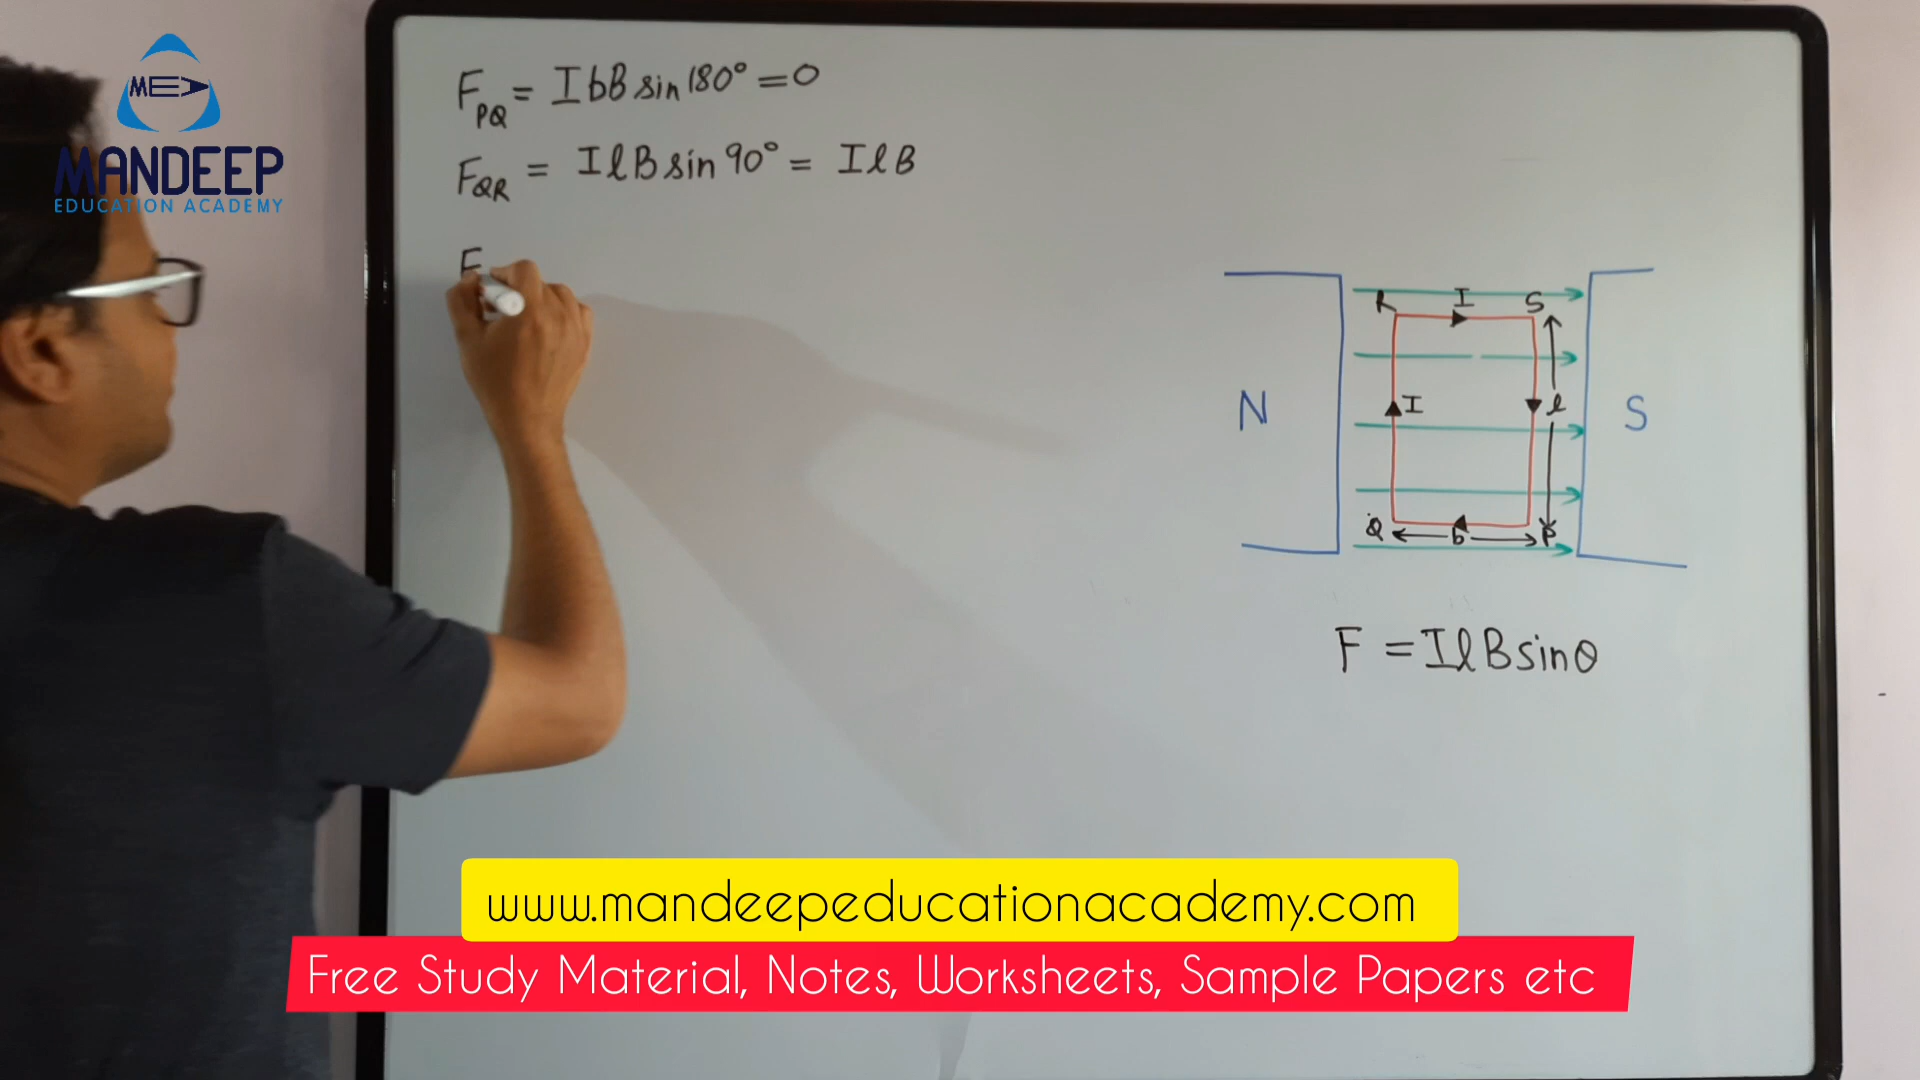 MEA
MANDEEP
EDUCATION ACADEMY
F_PQ = IbB sin 180° = 0
F_QR = IlB sin 90° = IlB
F
R I S
N I l S
Q b P
F = IlB sinθ
www.mandeepeducationacademy.com
Free Study Material, Notes, Worksheets, Sample Papers etc